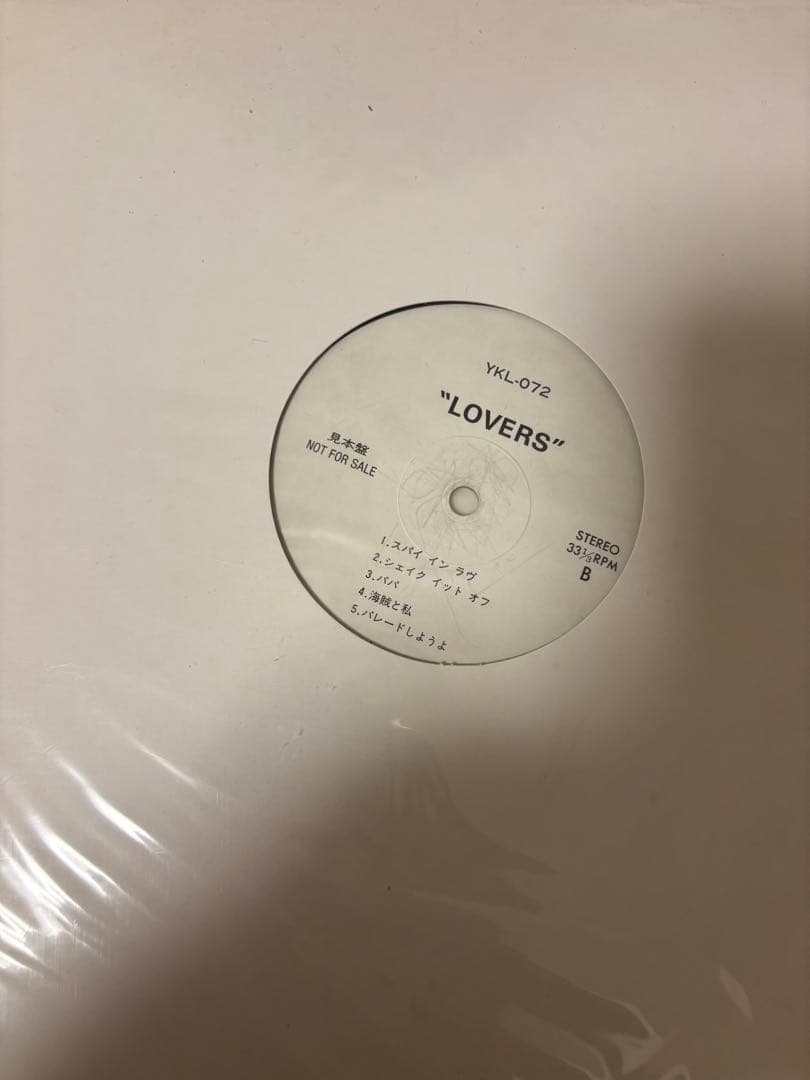 YKL-072
"LOVERS"
見本盤
NOT FOR SALE
STEREO
33⅓RPM
B
1.スパイ イン ラヴ
2.シェイク イット オフ
3.パパ
4.海賊と私
5.パレードしようよ